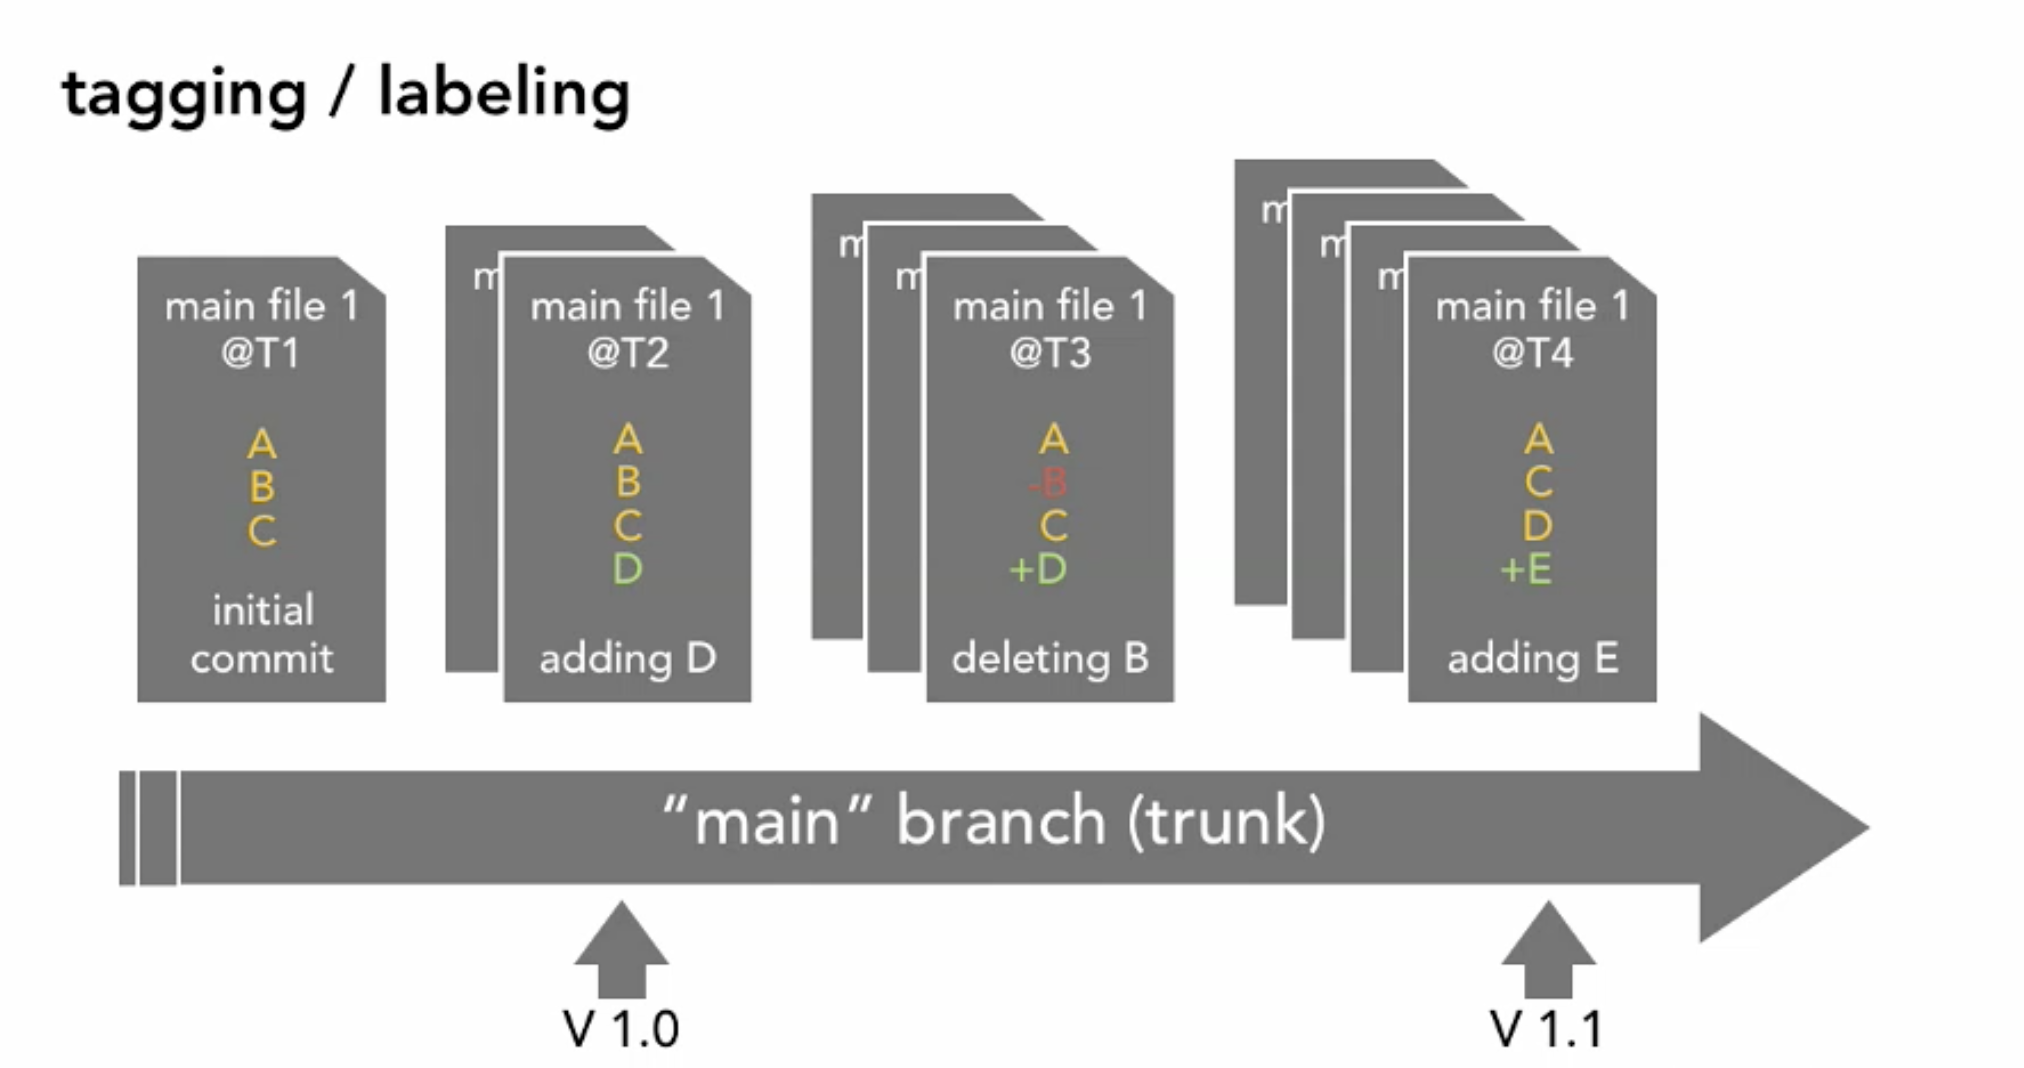 tagging / labeling
main file 1
@T1
A
B
C
initial
commit
m
main file 1
@T2
A
B
C
D
adding D
m
m
main file 1
@T3
A
-B
C
+D
deleting B
m
m
m
main file 1
@T4
A
C
D
+E
adding E
“main” branch (trunk)
V 1.0
V 1.1